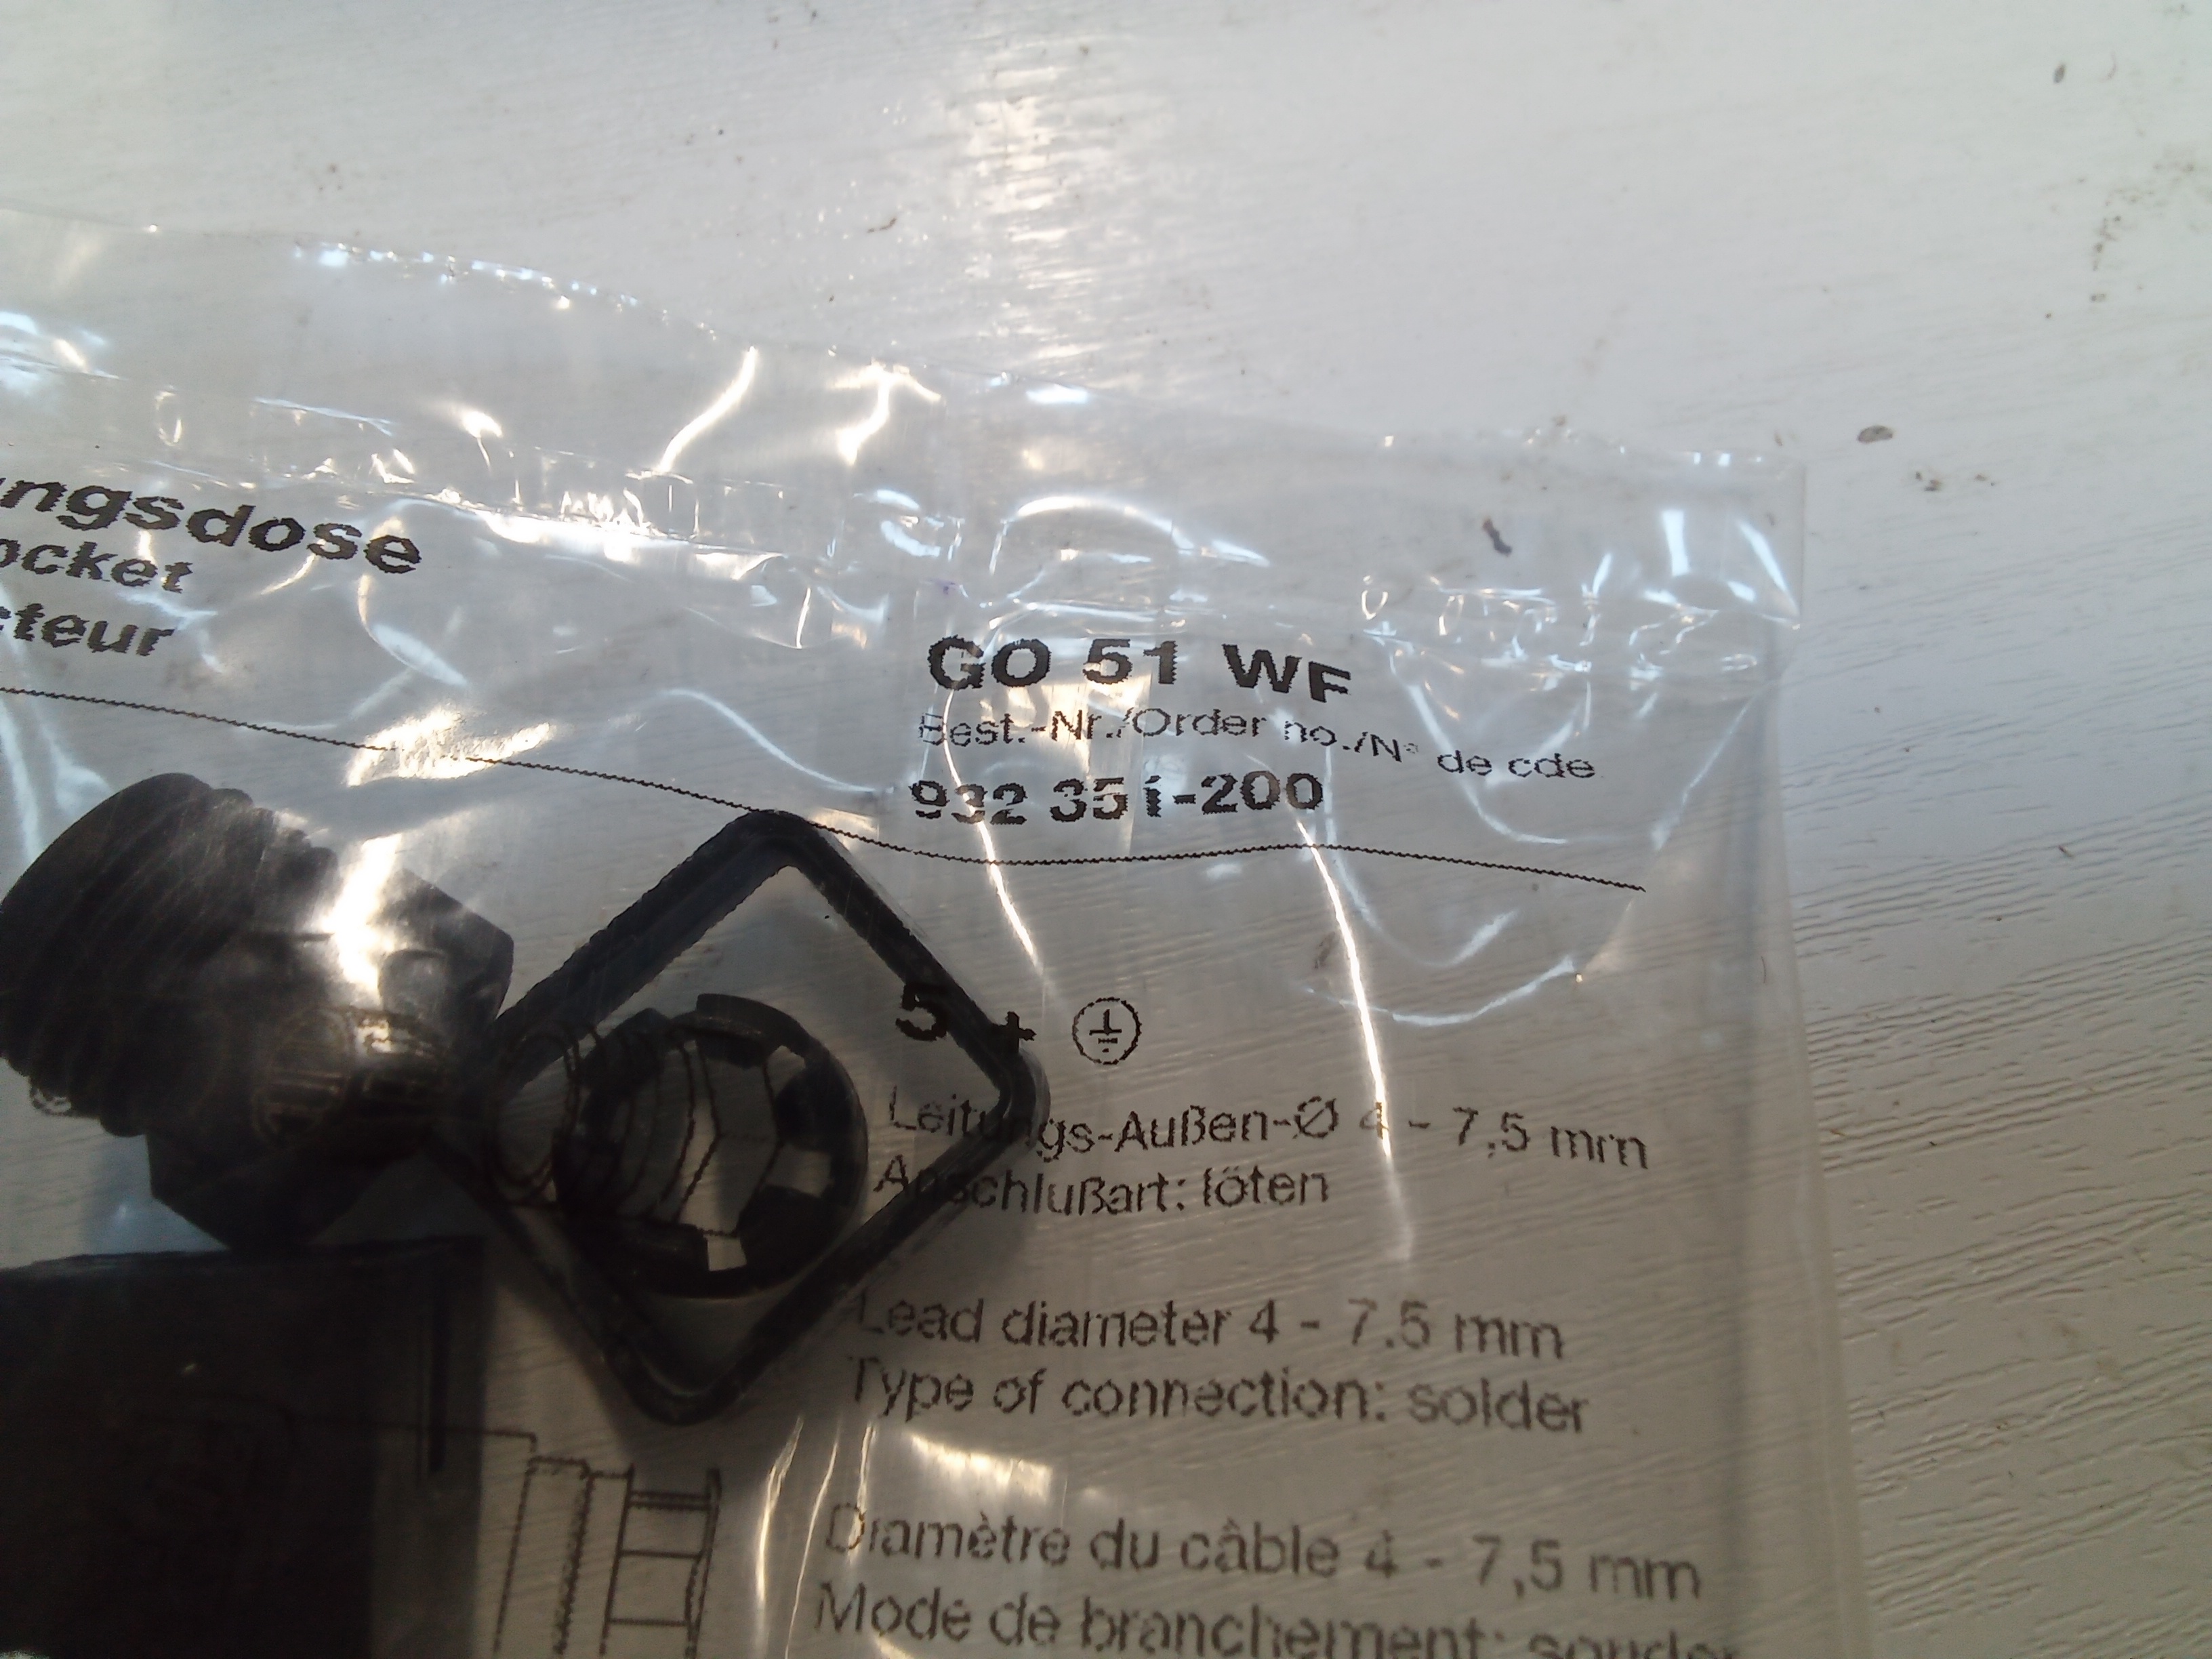 ngsdose
ocket
cteur
GO 51 WF
Best.-Nr./Order no./N° de cde
932 351-200
5 + ⏚
Leitungs-Außen-Ø 4 - 7,5 mm
Anschlußart: löten
Lead diameter 4 - 7.5 mm
Type of connection: solder
Diamètre du câble 4 - 7,5 mm
Mode de branchement: souder